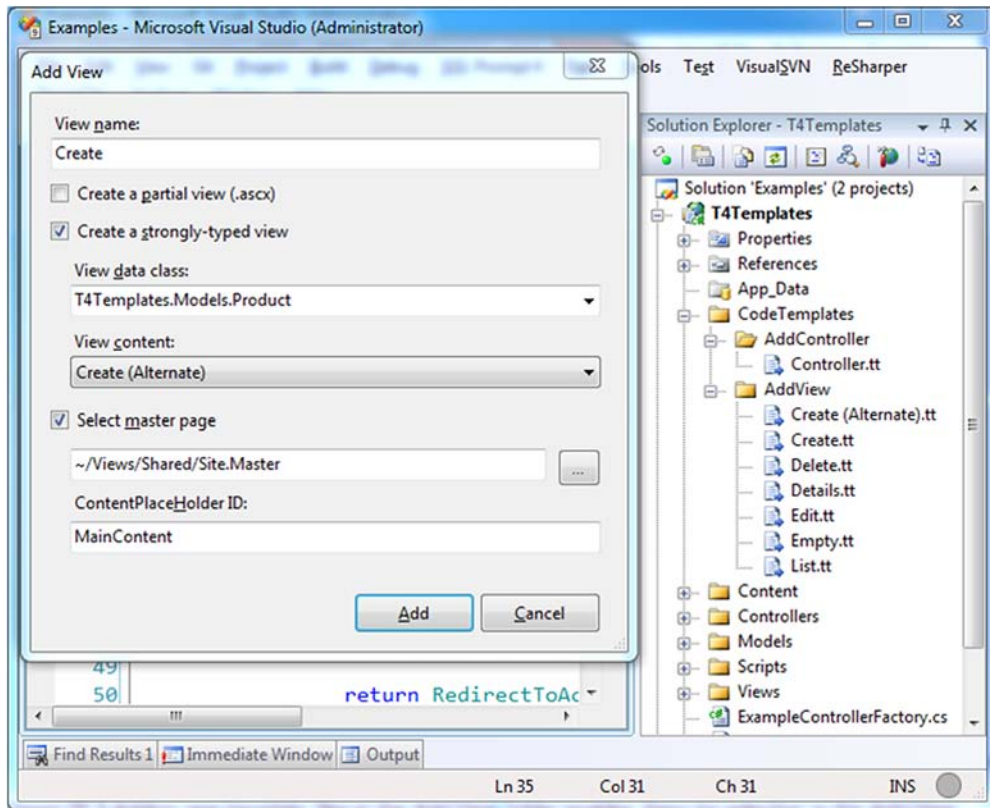 Examples - Microsoft Visual Studio (Administrator)
ols Test VisualSVN ReSharper
Add View
View name:
Create
Create a partial view (.ascx)
Create a strongly-typed view
View data class:
T4Templates.Models.Product
View content:
Create (Alternate)
Select master page
~/Views/Shared/Site.Master
...
ContentPlaceHolder ID:
MainContent
Add Cancel
49
50 return RedirectToAc
Solution Explorer - T4Templates
Solution 'Examples' (2 projects)
T4Templates
Properties
References
App_Data
CodeTemplates
AddController
Controller.tt
AddView
Create (Alternate).tt
Create.tt
Delete.tt
Details.tt
Edit.tt
Empty.tt
List.tt
Content
Controllers
Models
Scripts
Views
ExampleControllerFactory.cs
Find Results 1 Immediate Window Output
Ln 35 Col 31 Ch 31 INS